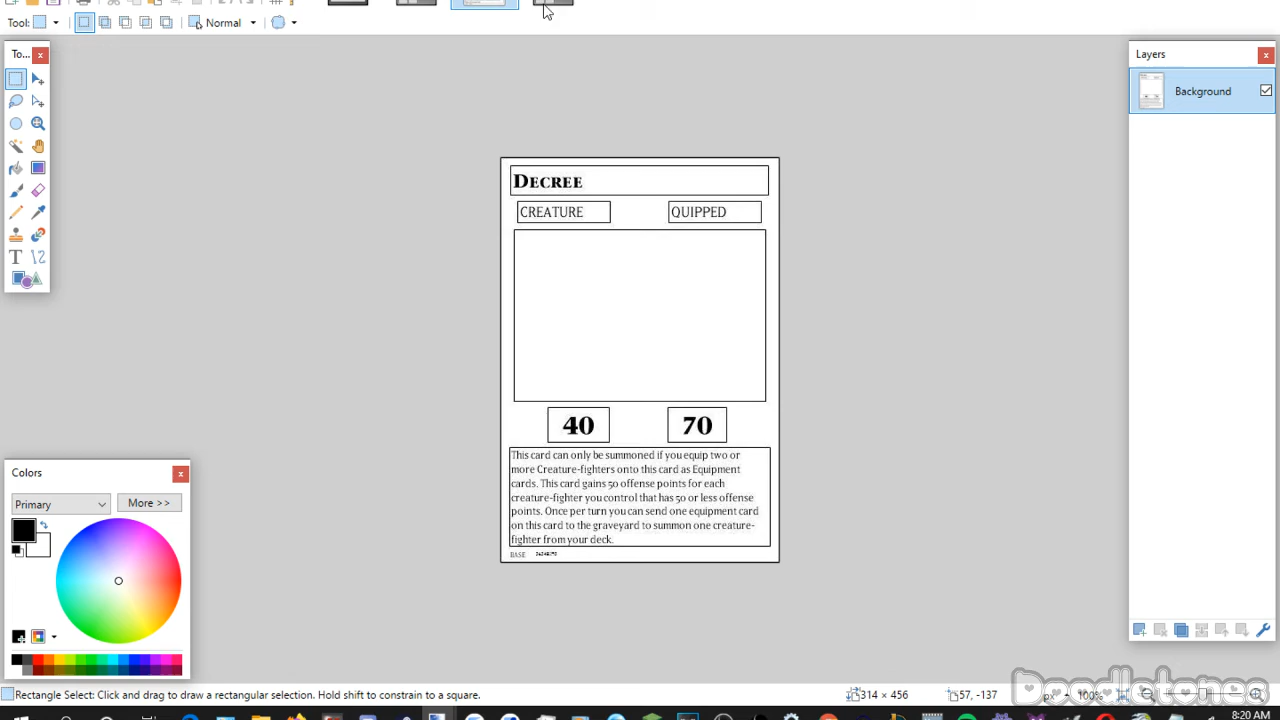 Tool:
Normal
To...
Layers
Background
DECREE
CREATURE
QUIPPED
40
70
This card can only be summoned if you equip two or
more Creature-fighters onto this card as Equipment
cards. This card gains 50 offense points for each
creature-fighter you control that has 50 or less offense
points. Once per turn you can send one equipment card
on this card to the graveyard to summon one creature-
fighter from your deck.
BASE
Colors
Primary
More >>
Rectangle Select: Click and drag to draw a rectangular selection. Hold shift to constrain to a square.
314 × 456
57, -137
px
100%
Doodletones
8:20 AM